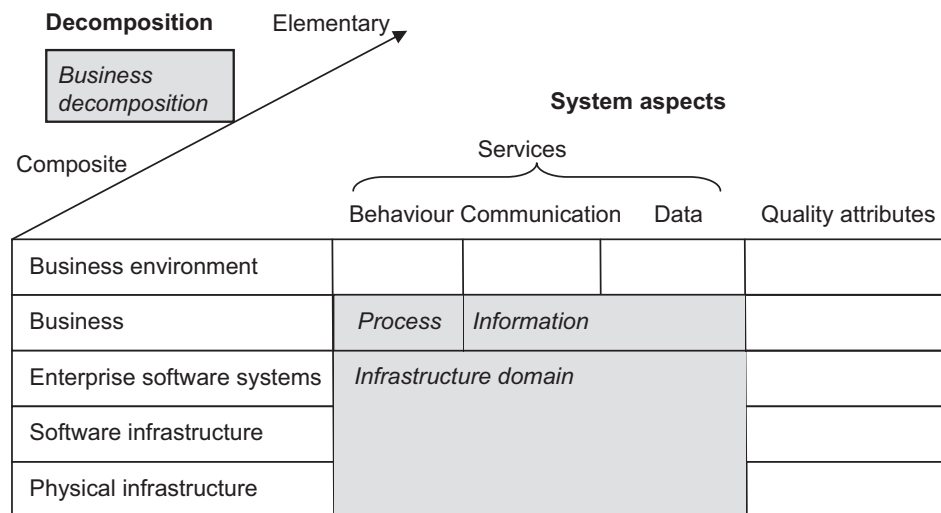 Decomposition
Elementary
Business
decomposition
System aspects
Composite
Services
Behaviour Communication Data Quality attributes
Business environment
Business Process Information
Enterprise software systems Infrastructure domain
Software infrastructure
Physical infrastructure